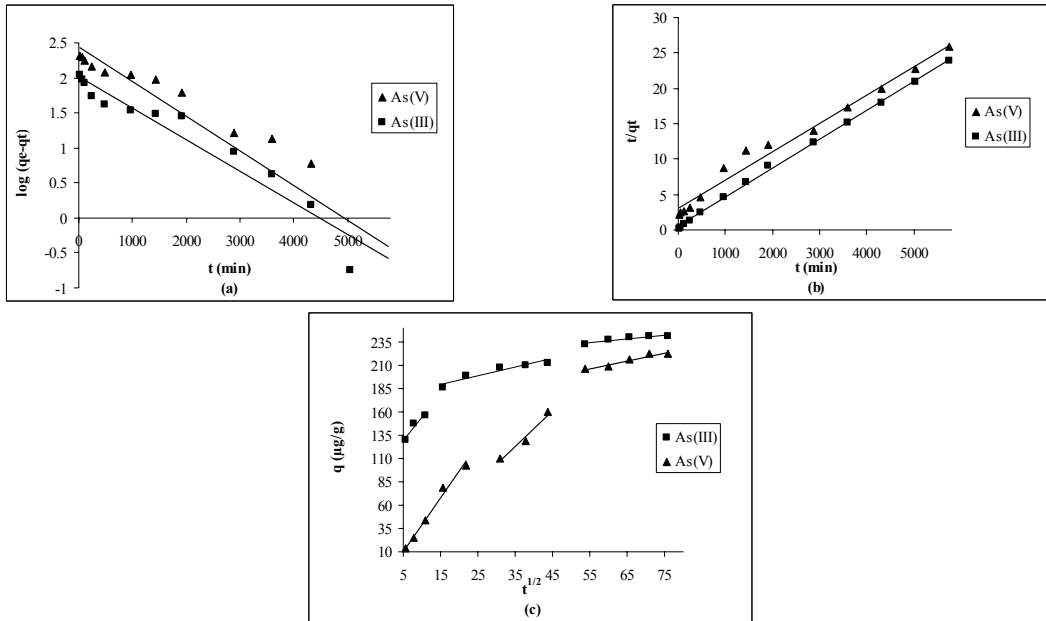 2.5
2
1.5
1
0.5
0
-0.5
-1
log (qe-qt)
0 1000 2000 3000 4000 5000
t (min)
(a)
As(V)
As(III)
30
25
20
15
10
5
0
t/qt
0 1000 2000 3000 4000 5000
t (min)
(b)
As(V)
As(III)
235
210
185
160
135
110
85
60
35
10
q (µg/g)
5 15 25 35 45 55 65 75
t^1/2
(c)
As(III)
As(V)